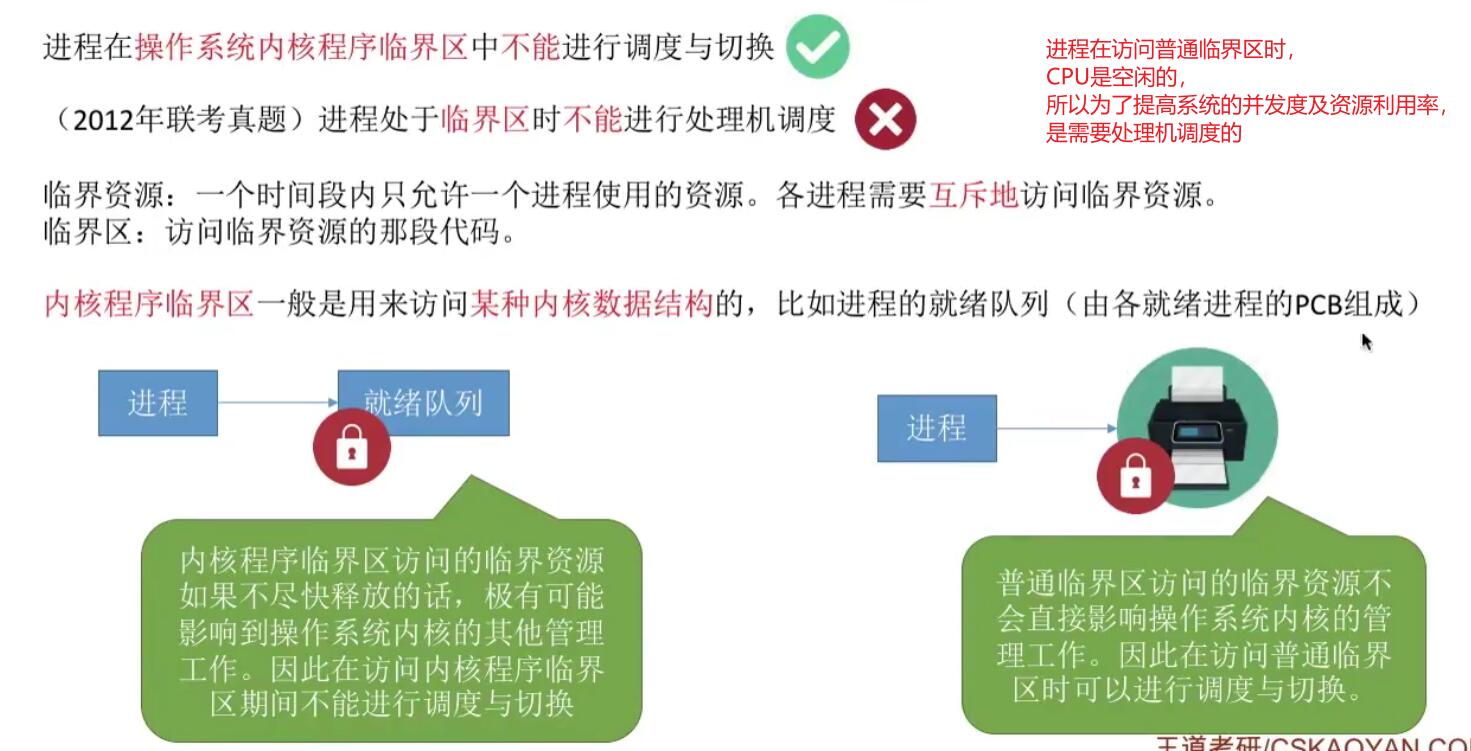 进程在操作系统内核程序临界区中不能进行调度与切换
（2012年联考真题）进程处于临界区时不能进行处理机调度
进程在访问普通临界区时，
CPU是空闲的，
所以为了提高系统的并发度及资源利用率，
是需要处理机调度的
临界资源：一个时间段内只允许一个进程使用的资源。各进程需要互斥地访问临界资源。
临界区：访问临界资源的那段代码。
内核程序临界区一般是用来访问某种内核数据结构的，比如进程的就绪队列（由各就绪进程的PCB组成）
进程
就绪队列
内核程序临界区访问的临界资源
如果不尽快释放的话，极有可能
影响到操作系统内核的其他管理
工作。因此在访问内核程序临界
区期间不能进行调度与切换
进程
普通临界区访问的临界资源不
会直接影响操作系统内核的管
理工作。因此在访问普通临界
区时可以进行调度与切换。
王道考研/CSKAOYAN.CO